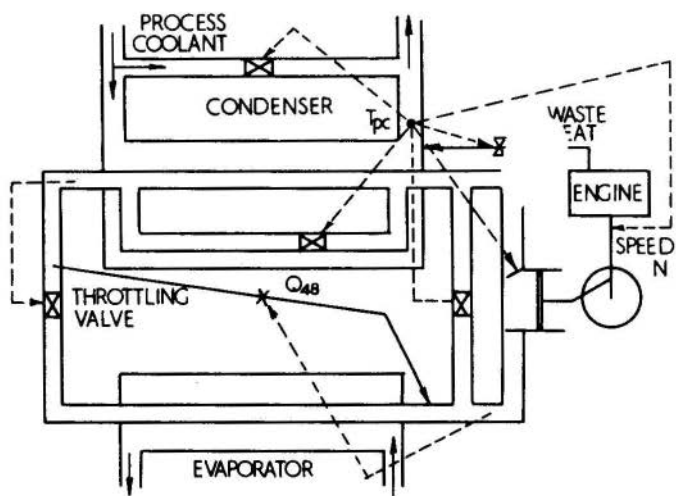 PROCESS
COOLANT
CONDENSER
Tpc
WASTE
EAT
ENGINE
SPEED
N
Q48
THROTTLING
VALVE
EVAPORATOR